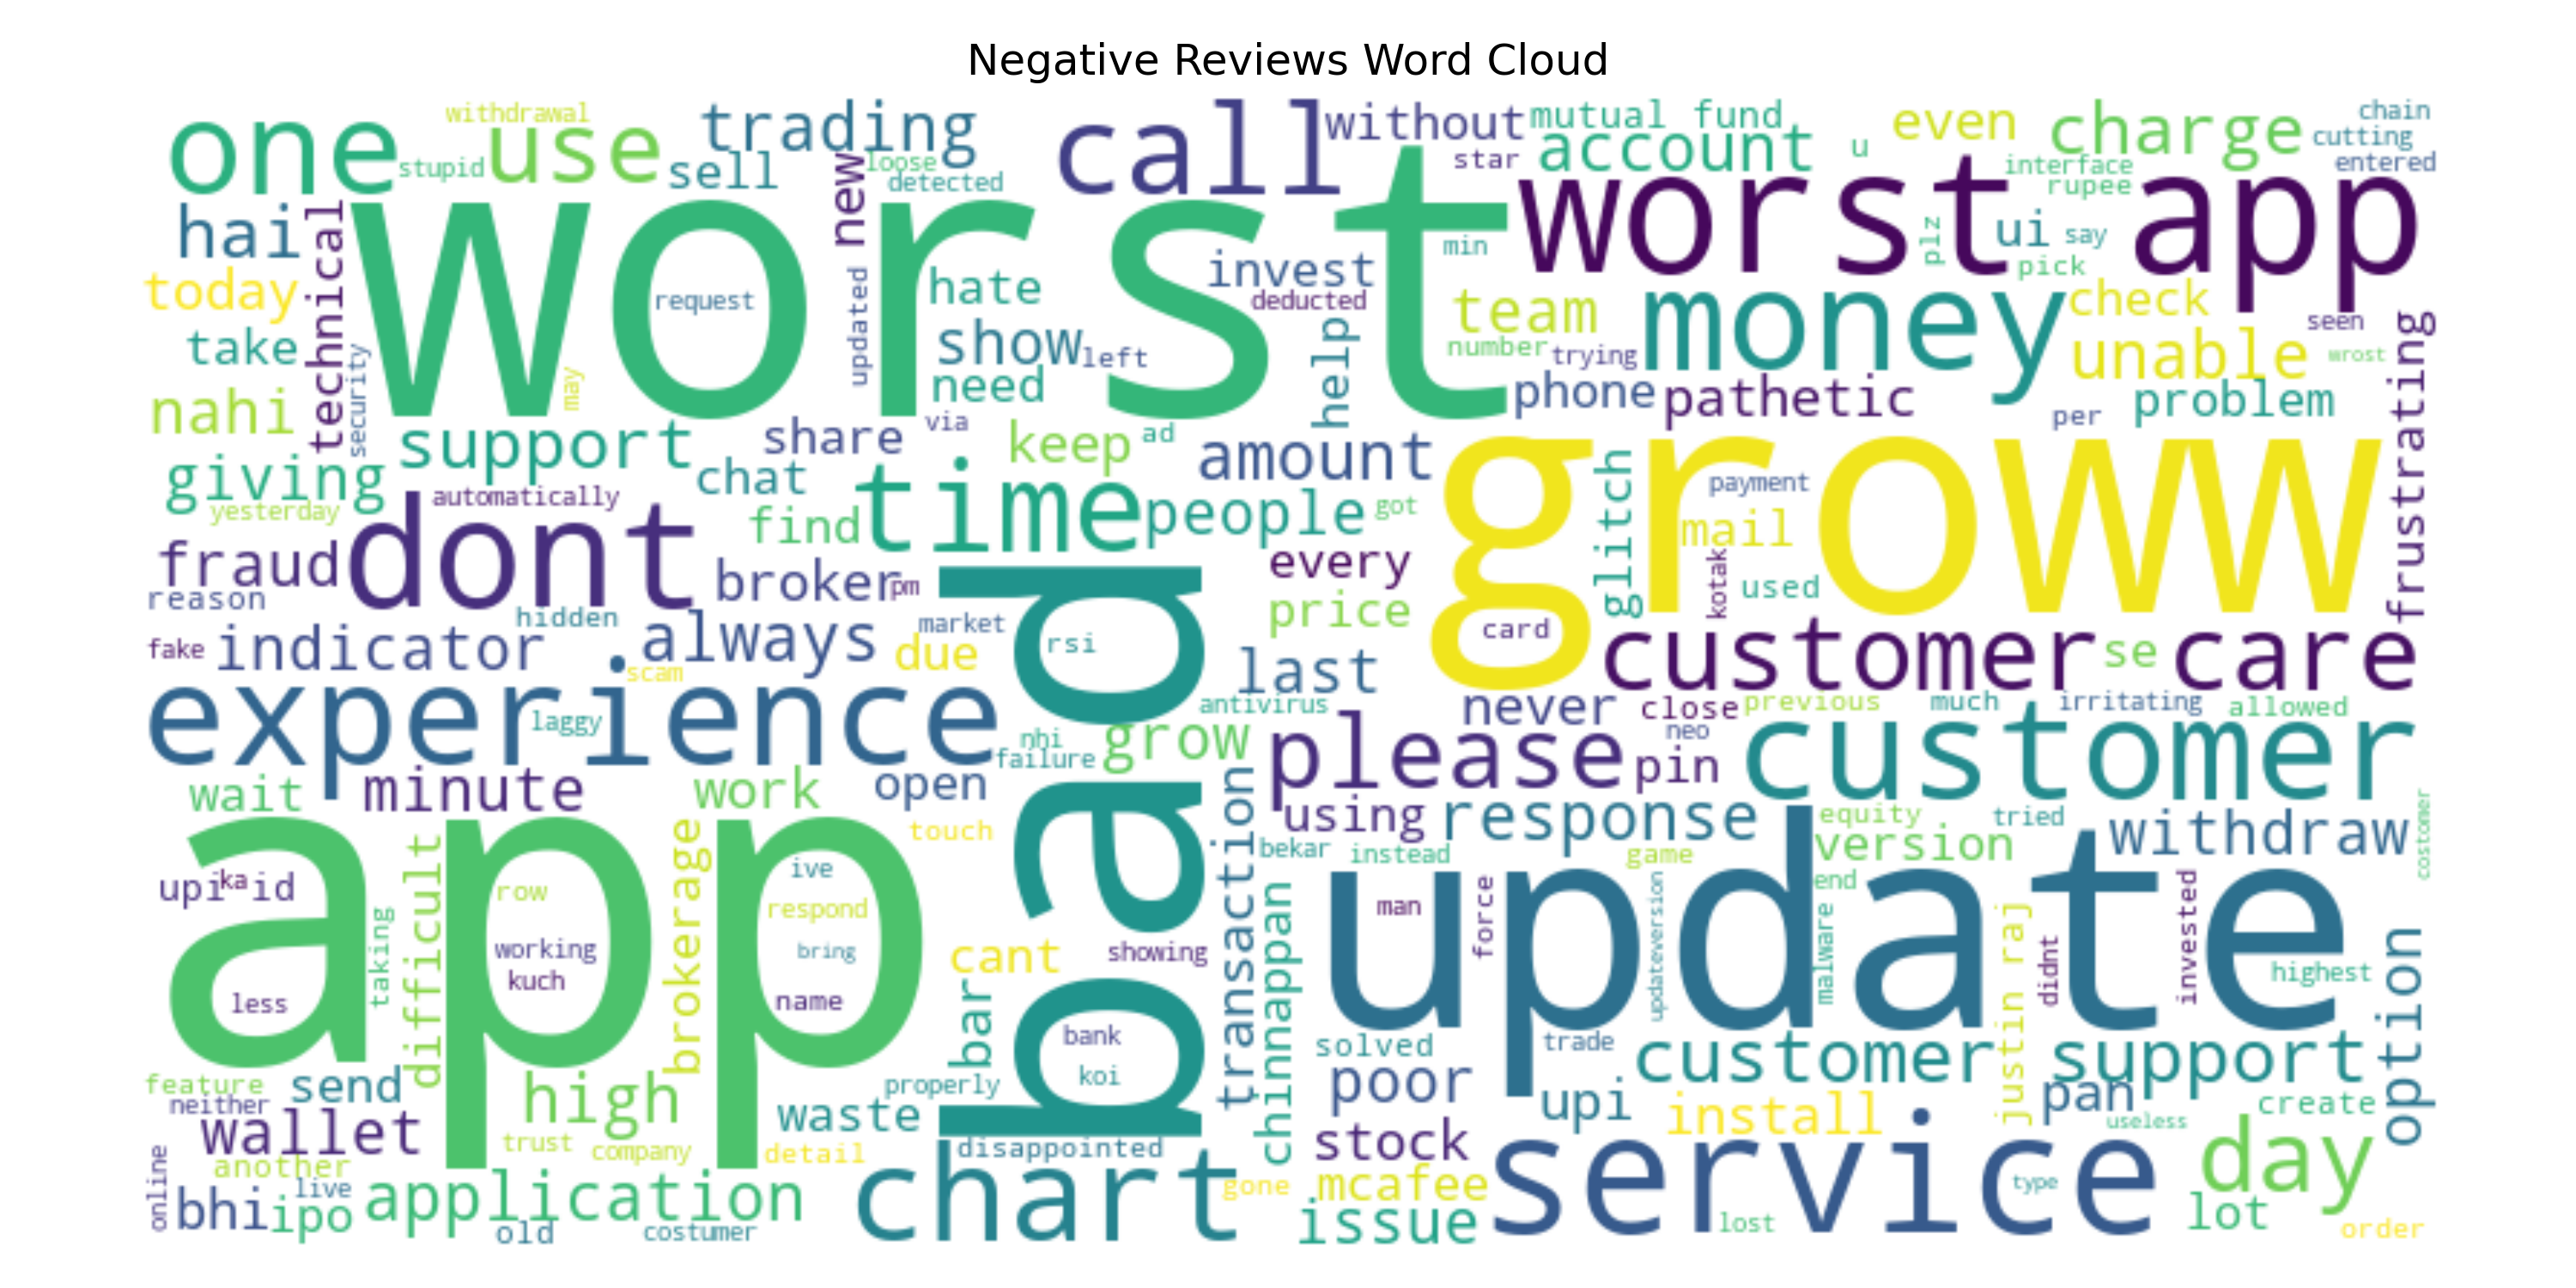 Negative Reviews Word Cloud
withdrawal
one
use
stupid
trading
sell
new
loose
detected
call
without
mutual fund
star
account
u
even
charge
chain
cutting
entered
interface
rupee
hai
technical
worst
request
updated
hate
invest
deducted
min
worst app
plz
ui
say
pick
today
take
security
may
show
left
need
help
team
number
trying
money
check
seen
unable
wrost
frustrating
nahi
phone
pathetic
per
problem
support
share
via
keep
ad
amount
giving
yesterday
automatically
chat
time
people
got
groww
payment
mail
glitch
kotak
used
card
fraud
dont
find
broker
pm
every
price
reason
hidden
market
fake
indicator
always
due
scam
bad
rsi
last
customer care
se
experience
laggy
antivirus
never
close
previous
much
irritating
allowed
nhi
failure
grow
please
neo
pin
customer
wait
minute
work
open
touch
using
response
equity
version
tried
withdraw
costomer
transaction
bekar
instead
game
end
app
upi id
ka
row
working
kuch
less
taking
difficult
brokerage
ive
respond
bring
name
cant
showing
bar
bank
koi
chinnappan
update
man
force
updateversion
malware
justin raj
didnt
invested
highest
option
solved
trade
customer support
feature
neither
send
high
properly
poor
upi
install
pan
create
useless
wallet
trust
company
waste
detail
disappointed
stock
another
online
live
bhi
ipo
application
old
costumer
chart
gone
mcafee
issue
service
type
lost
day
lot
order